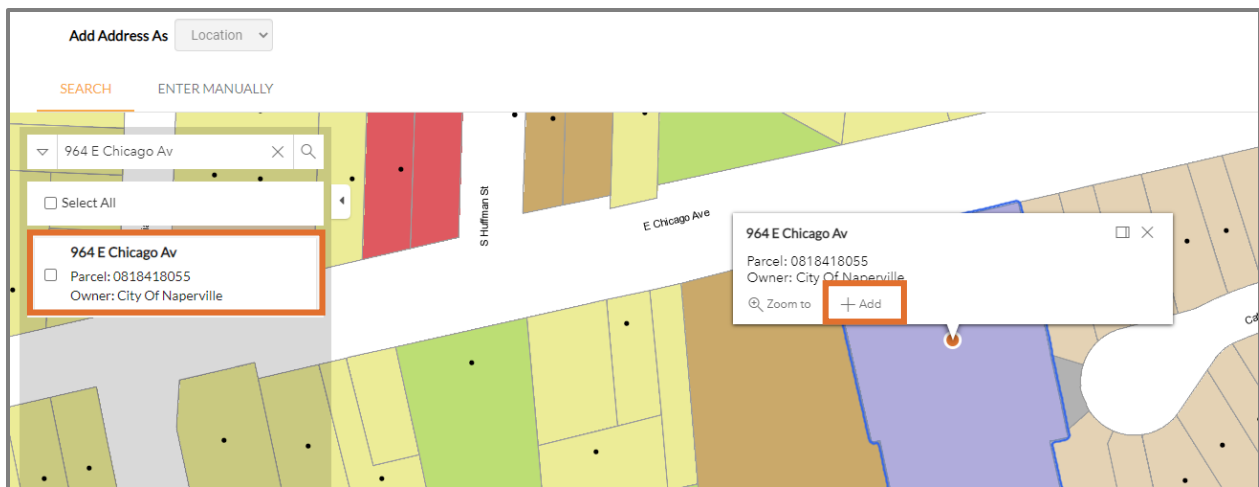 Add Address As Location
SEARCH ENTER MANUALLY
964 E Chicago Av
Select All
964 E Chicago Av
Parcel: 0818418055
Owner: City Of Naperville
S Huffman St
E Chicago Ave
964 E Chicago Av
Parcel: 0818418055
Owner: City Of Naperville
Zoom to + Add